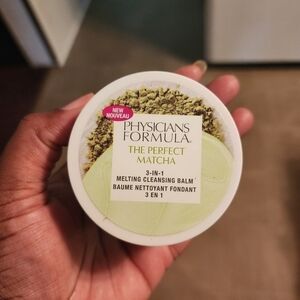 NEW
NOUVEAU
PHYSICIANS
FORMULA
THE PERFECT
MATCHA
3-IN-1
MELTING CLEANSING BALM
BAUME NETTOYANT FONDANT
3 EN 1